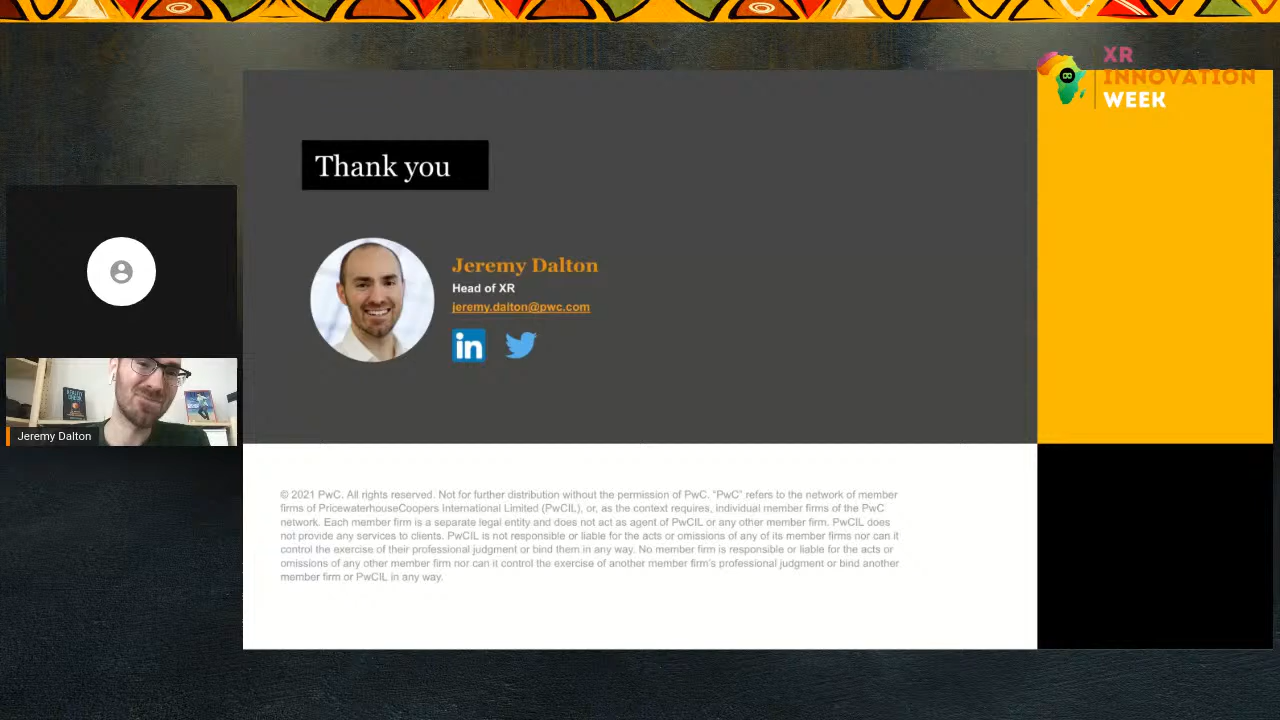 XR
INNOVATION
WEEK
Thank you
Jeremy Dalton
Head of XR
jeremy.dalton@pwc.com
in
Jeremy Dalton
© 2021 PwC. All rights reserved. Not for further distribution without the permission of PwC. “PwC” refers to the network of member
firms of PricewaterhouseCoopers International Limited (PwCIL), or, as the context requires, individual member firms of the PwC
network. Each member firm is a separate legal entity and does not act as agent of PwCIL or any other member firm. PwCIL does
not provide any services to clients. PwCIL is not responsible or liable for the acts or omissions of any of its member firms nor can it
control the exercise of their professional judgment or bind them in any way. No member firm is responsible or liable for the acts or
omissions of any other member firm nor can it control the exercise of another member firm's professional judgment or bind another
member firm or PwCIL in any way.